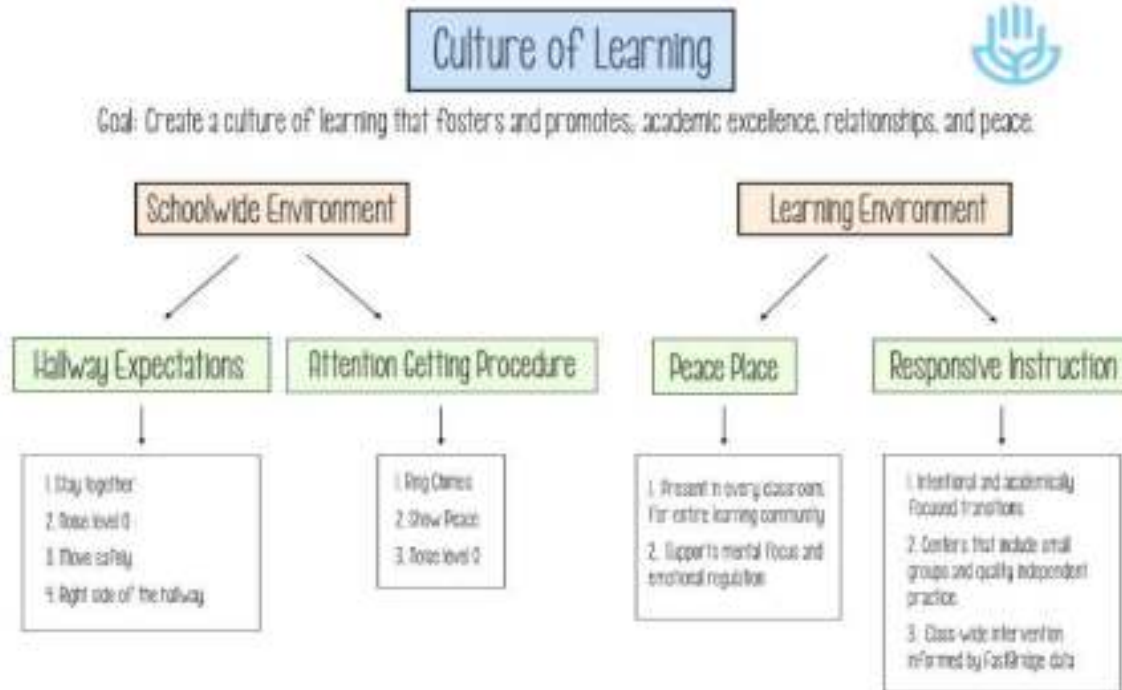 Culture of Learning
Goal: Create a culture of learning that fosters and promotes; academic excellence, relationships, and peace.
Schoolwide Environment
Learning Environment
Hallway Expectations
Attention Getting Procedure
Peace Place
Responsive Instruction
1. Stay together
2. Noise level 0
3. Move safely
4. Right side of the hallway
1. Ring Chimes
2. Show Peace
3. Noise level 0
1. Present in every classroom,
for entire learning community
2. Supports mental focus and
emotional regulation
1. Intentional and academically
focused transitions
2. Centers that include small
groups and quality independent
practice.
3. Class-wide intervention
informed by FastBridge data